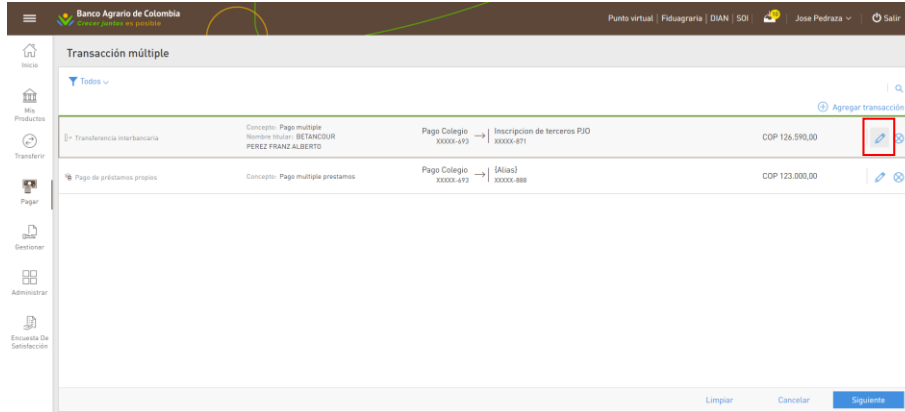 Banco Agrario de Colombia
Crecer juntos es posible
Punto virtual | Fiduagraria | DIAN | SOI | 10 | Jose Pedraza | Salir
Inicio
Mis
Productos
Transferir
Pagar
Gestionar
Administrar
Encuesta De
Satisfacción
Transacción múltiple
Todos
Agregar transacción
Transferencia interbancaria
Concepto: Pago multiple
Nombre titular: BETANCOUR
PEREZ FRANZ ALBERTO
Pago Colegio → Inscripcion de terceros PJO
XXXXX-693 XXXXX-871
COP 126.590,00
Pago de préstamos propios
Concepto: Pago multiple prestamos
Pago Colegio → {Alias}
XXXXX-693 XXXXX-888
COP 123.000,00
Limpiar Cancelar Siguiente